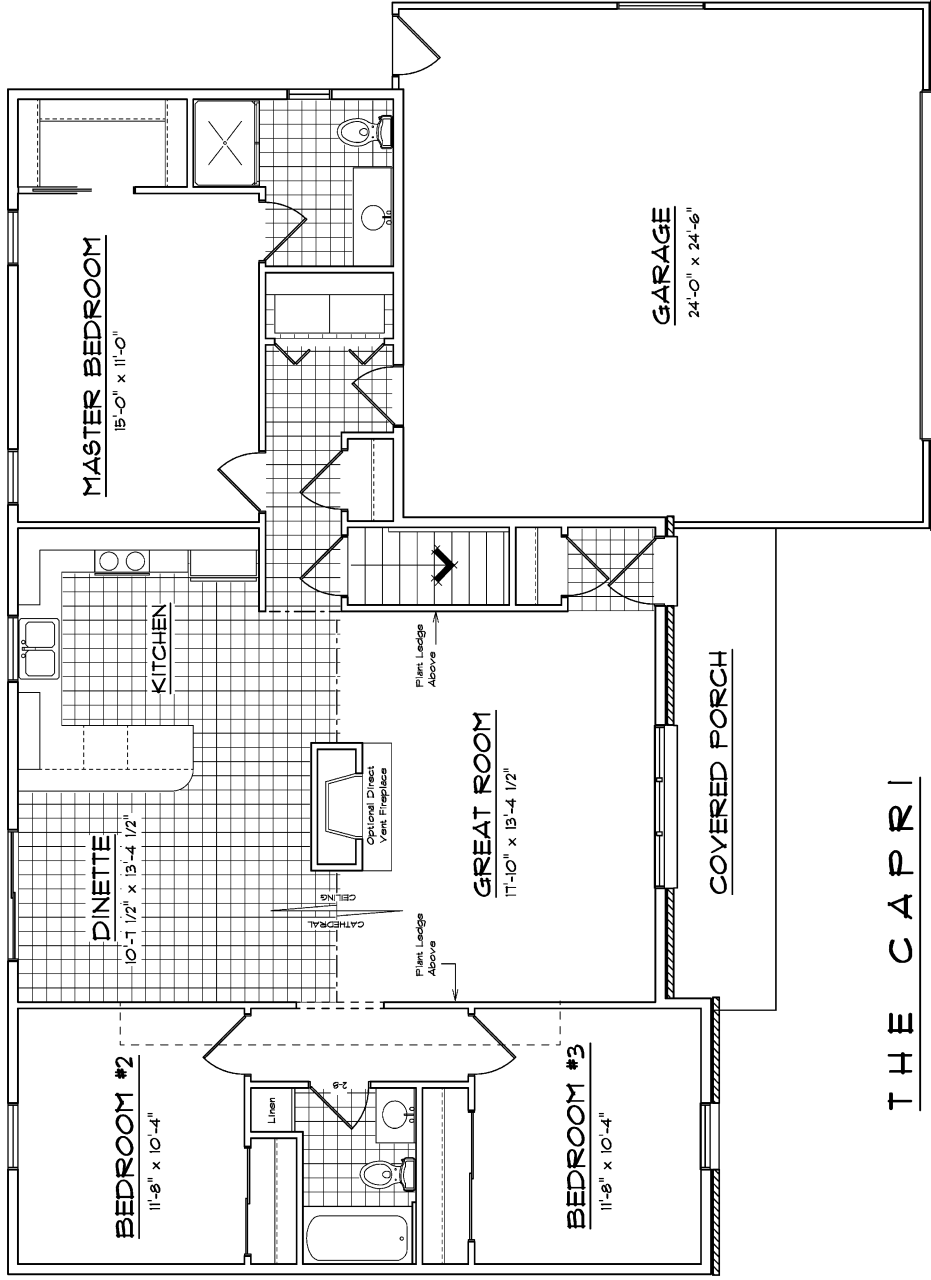 MASTER BEDROOM
15'-0" x 11'-0"
GARAGE
24'-0" x 24'-6"
KITCHEN
Plant Ledge
Above
DINETTE
10'-7 1/2" x 13'-4 1/2"
Optional Direct
Vent Fireplace
GREAT ROOM
17'-10" x 13'-4 1/2"
COVERED PORCH
CATHEDRAL
CEILING
Plant Ledge
Above
BEDROOM #2
11'-8" x 10'-4"
Linen
2-8
BEDROOM #3
11'-8" x 10'-4"
THE CAPRI